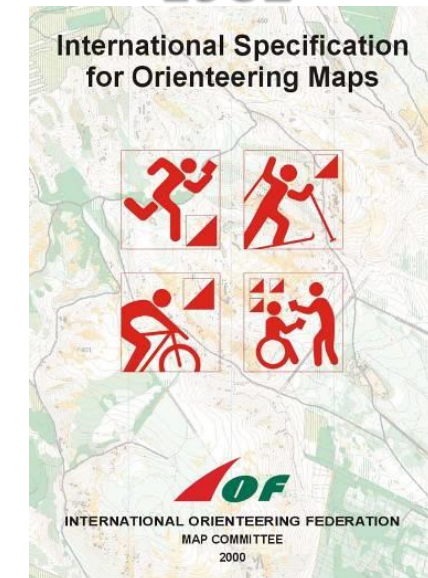 International Specification
for Orienteering Maps
IOF
INTERNATIONAL ORIENTEERING FEDERATION
MAP COMMITTEE
2000